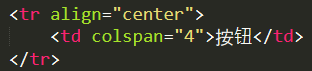 <tr align="center">
    <td colspan="4">按钮</td>
</tr>